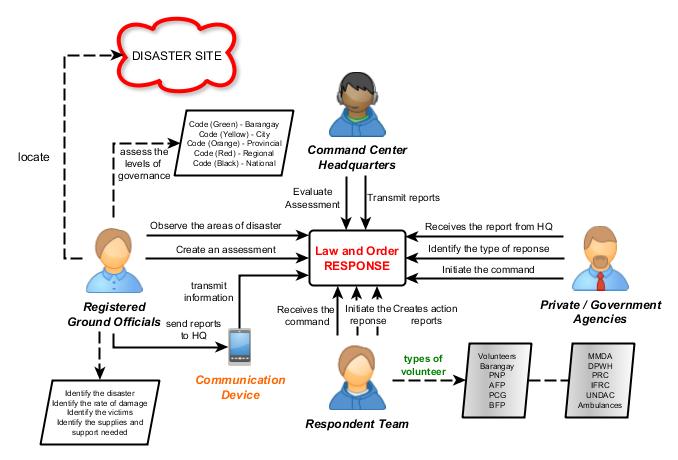 DISASTER SITE
Code (Green) - Barangay
Code (Yellow) - City
Code (Orange) - Provincial
Code (Red) - Regional
Code (Black) - National
assess the
levels of
governance
locate
Command Center
Headquarters
Evaluate
Assessment
Transmit reports
Observe the areas of disaster
Create an assessment
Law and Order
RESPONSE
Receives the report from HQ
Identify the type of reponse
Initiate the command
Registered
Ground Officials
transmit
information
send reports
to HQ
Communication
Device
Private / Government
Agencies
Receives the
command
Initiate the
reponse
Creates action
reports
Respondent Team
types of
volunteer
Volunteers
Barangay
PNP
AFP
PCG
BFP
MMDA
DPWH
PRC
IFRC
UNDAC
Ambulances
Identify the disaster
Identify the rate of damage
Identify the victims
Identify the supplies and
support needed